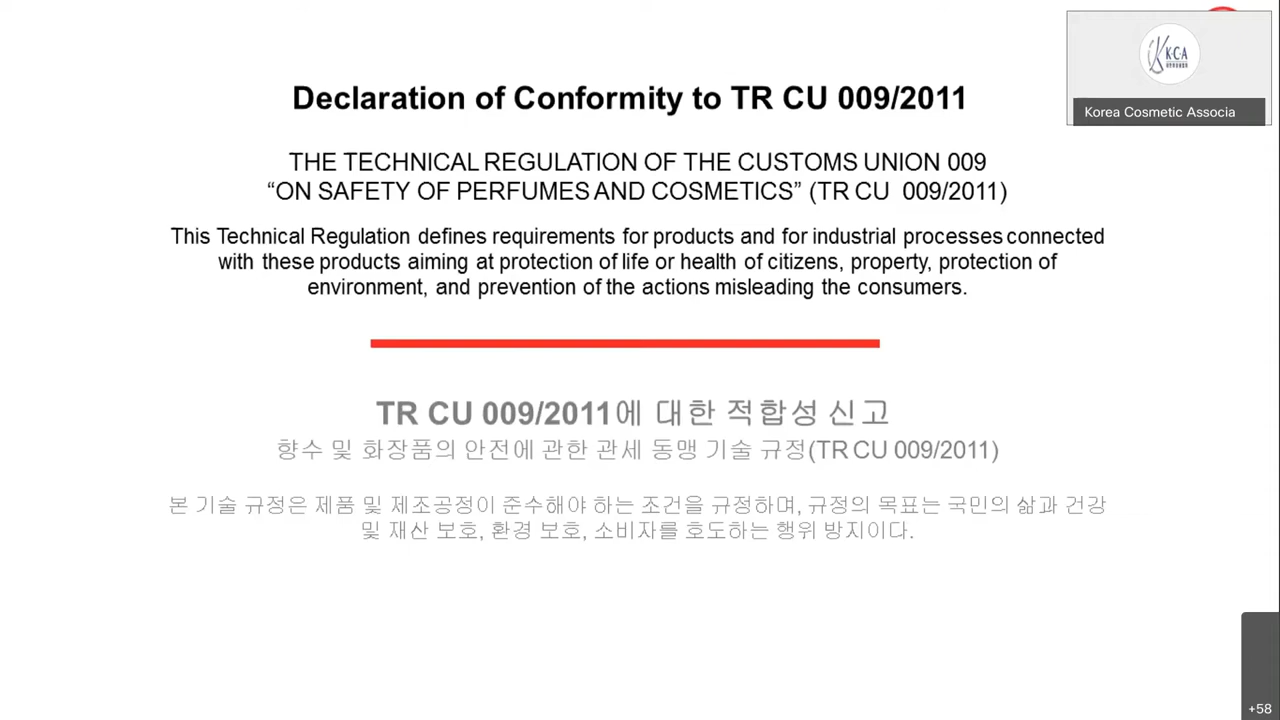 K·C·A
Korea Cosmetic Associa
Declaration of Conformity to TR CU 009/2011
THE TECHNICAL REGULATION OF THE CUSTOMS UNION 009
“ON SAFETY OF PERFUMES AND COSMETICS” (TR CU 009/2011)
This Technical Regulation defines requirements for products and for industrial processes connected
with these products aiming at protection of life or health of citizens, property, protection of
environment, and prevention of the actions misleading the consumers.
TR CU 009/2011에 대한 적합성 신고
향수 및 화장품의 안전에 관한 관세 동맹 기술 규정(TR CU 009/2011)
본 기술 규정은 제품 및 제조공정이 준수해야 하는 조건을 규정하며, 규정의 목표는 국민의 삶과 건강
및 재산 보호, 환경 보호, 소비자를 호도하는 행위 방지이다.
+58